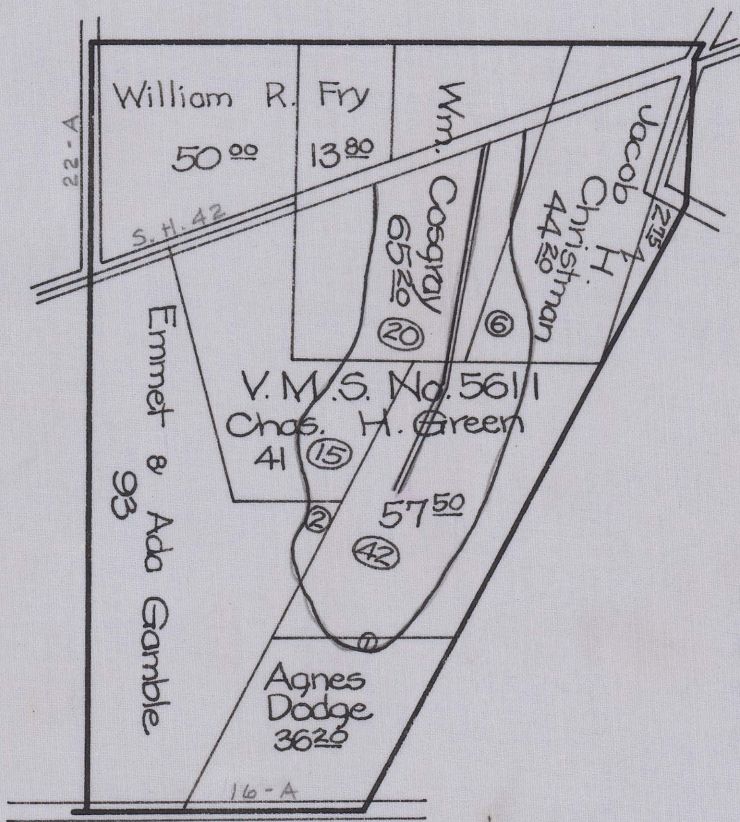 William R. Fry
50 00
13 80
22-A
S. H. 42
Wm. Cosgray
65 20
20
6
Jacob H. Christman
44 20
2.75 A
V. M. S. No. 5611
Chas. H. Green
41
15
57 50
2
42
1
Emmet & Ada Gamble
93
Agnes
Dodge
36 20
16-A